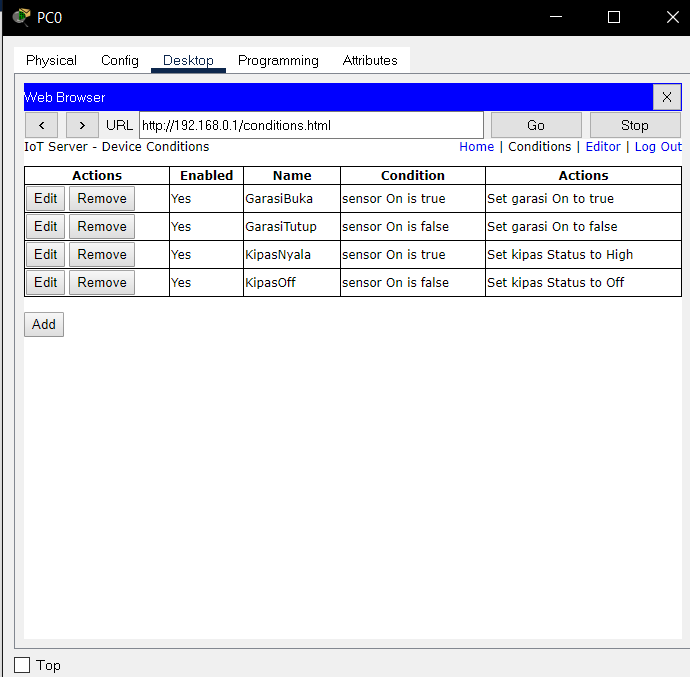 PC0
Physical Config Desktop Programming Attributes
Web Browser X
< > URL http://192.168.0.1/conditions.html Go Stop
IoT Server - Device Conditions Home | Conditions | Editor | Log Out
Actions Enabled Name Condition Actions
Edit Remove Yes GarasiBuka sensor On is true Set garasi On to true
Edit Remove Yes GarasiTutup sensor On is false Set garasi On to false
Edit Remove Yes KipasNyala sensor On is true Set kipas Status to High
Edit Remove Yes KipasOff sensor On is false Set kipas Status to Off
Add
Top